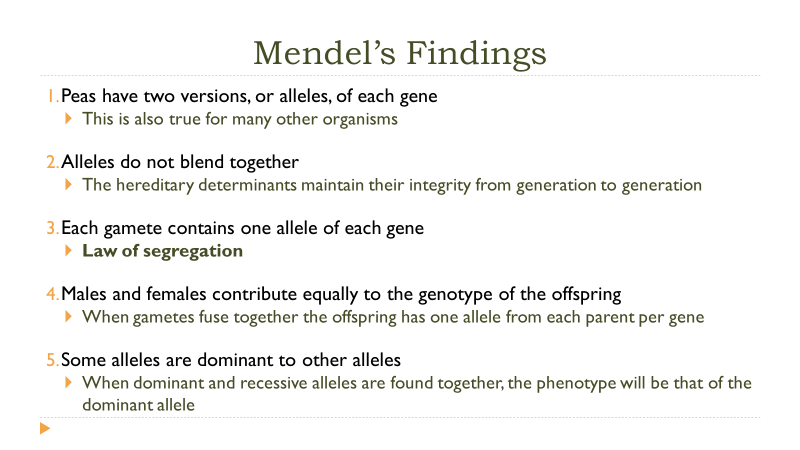 Mendel's Findings
1. Peas have two versions, or alleles, of each gene
This is also true for many other organisms
2. Alleles do not blend together
The hereditary determinants maintain their integrity from generation to generation
3. Each gamete contains one allele of each gene
Law of segregation
4. Males and females contribute equally to the genotype of the offspring
When gametes fuse together the offspring has one allele from each parent per gene
5. Some alleles are dominant to other alleles
When dominant and recessive alleles are found together, the phenotype will be that of the
dominant allele